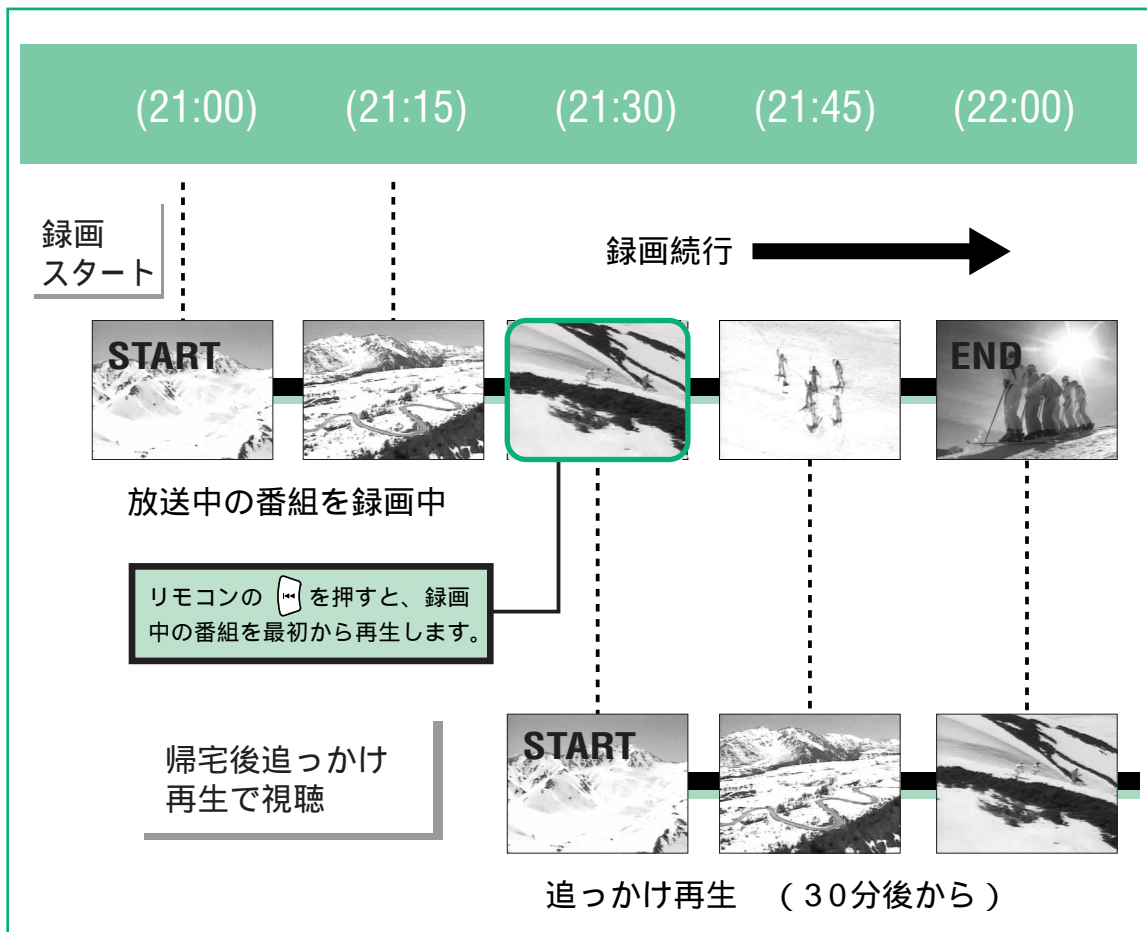 (21:00) (21:15) (21:30) (21:45) (22:00)
録画
スタート
録画続行
START
END
放送中の番組を録画中
リモコンの を押すと、録画
中の番組を最初から再生します。
帰宅後追っかけ
再生で視聴
START
追っかけ再生 (30分後から)